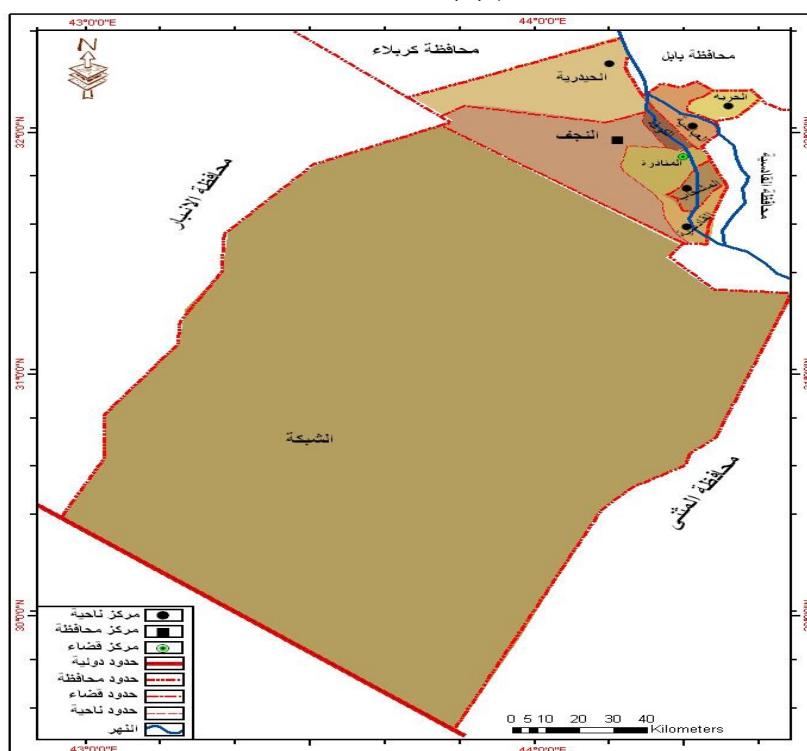 43°0'0"E
44°0'0"E
N
محافظة كربلاء
محافظة بابل
الحيدرية
الحرية
العباسية
الكوفة
32°0'0"N
النجف
المناذرة
محافظة القادسية
محافظة الانبار
31°0'0"N
الشبكة
محافظة المثنى
30°0'0"N
مركز ناحية
مركز محافظة
مركز قضاء
حدود دولية
حدود محافظة
حدود قضاء
حدود ناحية
النهر
0 5 10 20 30 40
Kilometers
43°0'0"E
44°0'0"E